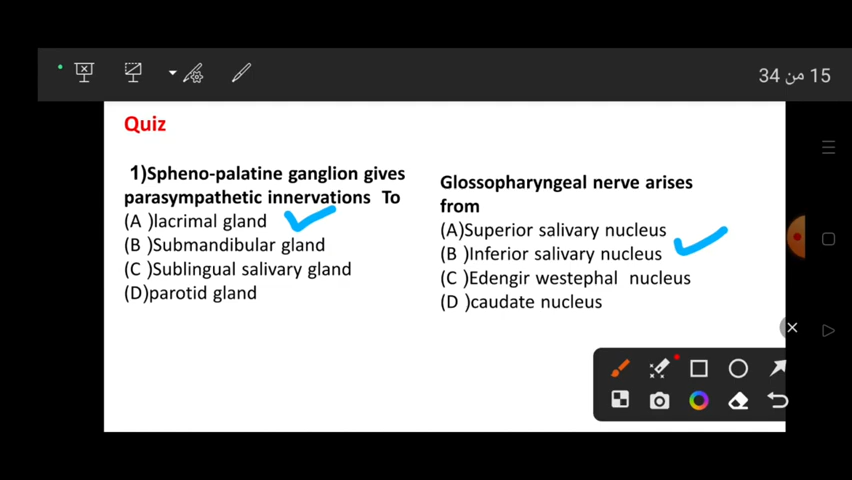 15 من 34
Quiz
1)Spheno-palatine ganglion gives
parasympathetic innervations To
(A )lacrimal gland
(B )Submandibular gland
(C )Sublingual salivary gland
(D)parotid gland
Glossopharyngeal nerve arises
from
(A)Superior salivary nucleus
(B )Inferior salivary nucleus
(C )Edengir westephal nucleus
(D )caudate nucleus